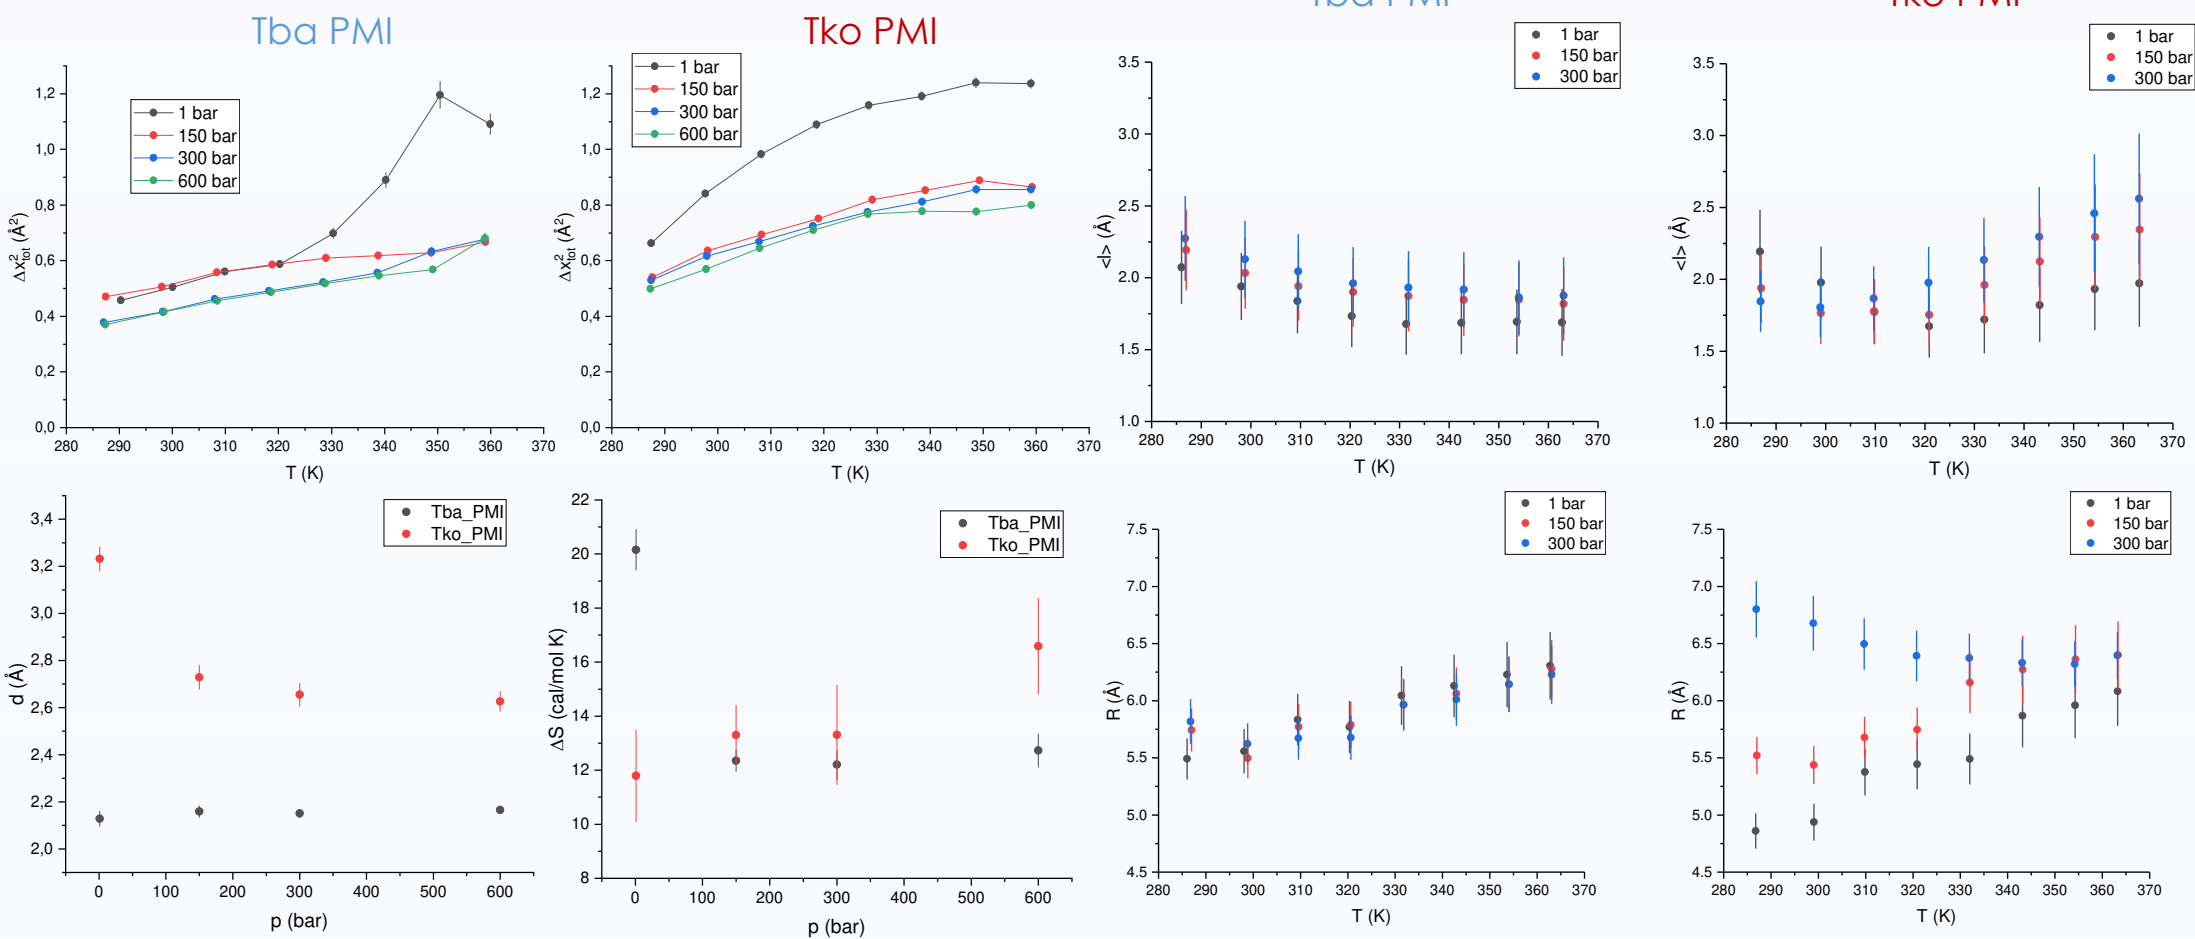 Tba PMI
Tko PMI
Tba PMI
Tko PMI
1 bar
150 bar
300 bar
600 bar
Δx²tot (Å²)
1,2
1,0
0,8
0,6
0,4
0,2
0,0
280 290 300 310 320 330 340 350 360 370
T (K)
1 bar
150 bar
300 bar
600 bar
Δx²tot (Å²)
1,2
1,0
0,8
0,6
0,4
0,2
0,0
280 290 300 310 320 330 340 350 360 370
T (K)
1 bar
150 bar
300 bar
<l> (Å)
3.5
3.0
2.5
2.0
1.5
1.0
280 290 300 310 320 330 340 350 360 370
T (K)
1 bar
150 bar
300 bar
<l> (Å)
3.5
3.0
2.5
2.0
1.5
1.0
280 290 300 310 320 330 340 350 360 370
T (K)
Tba_PMI
Tko_PMI
d (Å)
3,4
3,2
3,0
2,8
2,6
2,4
2,2
2,0
0 100 200 300 400 500 600
p (bar)
Tba_PMI
Tko_PMI
ΔS (cal/mol K)
22
20
18
16
14
12
10
8
0 100 200 300 400 500 600
p (bar)
1 bar
150 bar
300 bar
R (Å)
7.5
7.0
6.5
6.0
5.5
5.0
4.5
280 290 300 310 320 330 340 350 360 370
T (K)
1 bar
150 bar
300 bar
R (Å)
7.5
7.0
6.5
6.0
5.5
5.0
4.5
280 290 300 310 320 330 340 350 360 370
T (K)